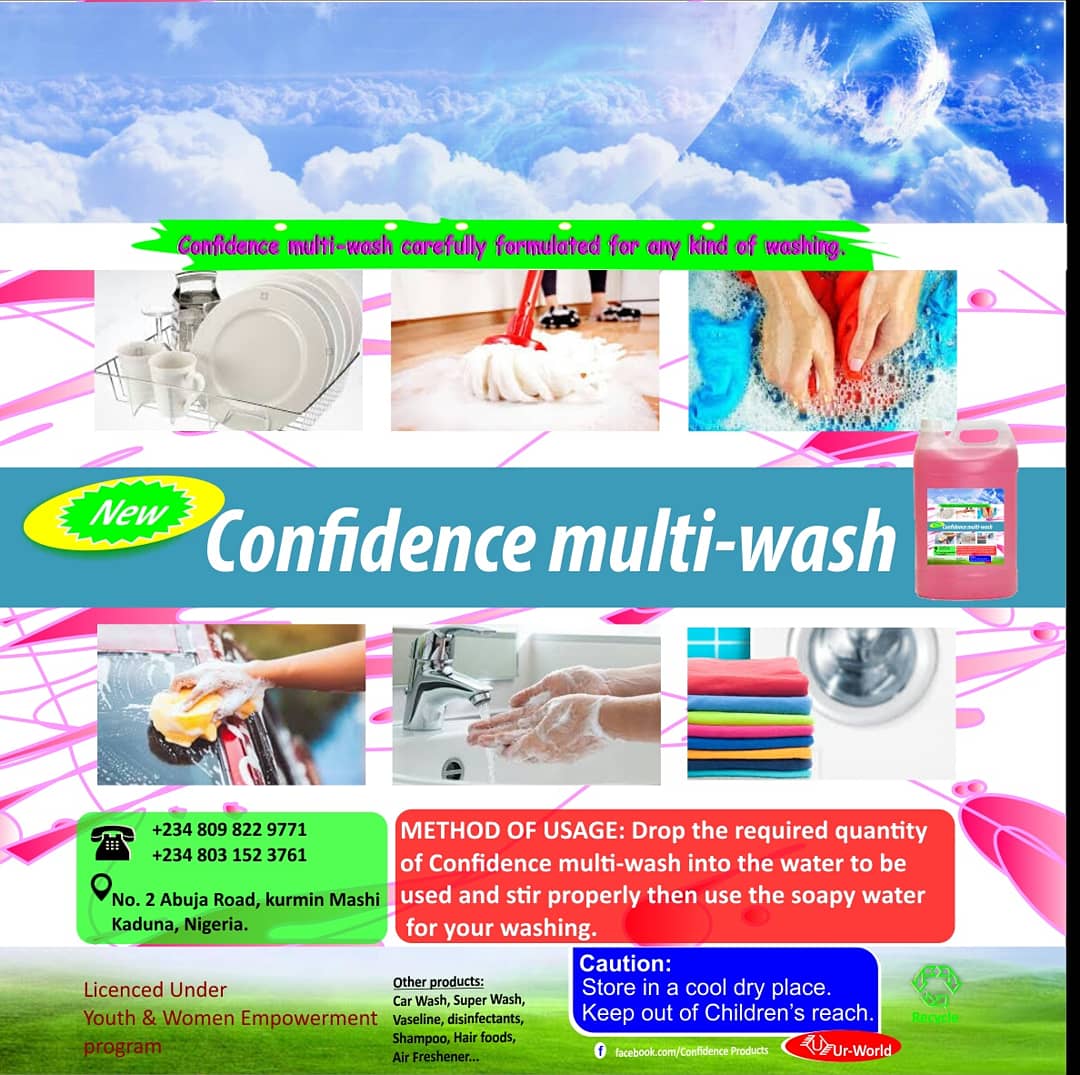 Confidence multi-wash carefully formulated for any kind of washing.
New
Confidence multi-wash
Confidence multi-wash
+234 809 822 9771
+234 803 152 3761
No. 2 Abuja Road, kurmin Mashi
Kaduna, Nigeria.
METHOD OF USAGE: Drop the required quantity
of Confidence multi-wash into the water to be
used and stir properly then use the soapy water
for your washing.
Licenced Under
Youth & Women Empowerment
program
Other products:
Car Wash, Super Wash,
Vaseline, disinfectants,
Shampoo, Hair foods,
Air Freshener...
Caution:
Store in a cool dry place.
Keep out of Children's reach.
facebook.com/Confidence Products
Ur-World
Recycle